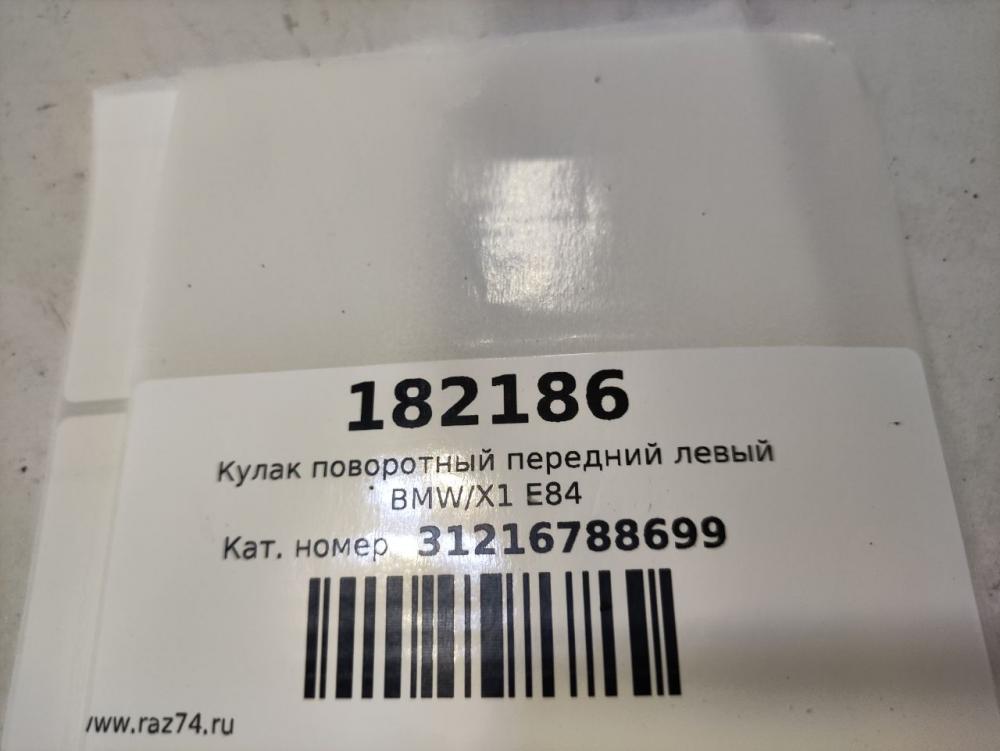 182186
Кулак поворотный передний левый
BMW/X1 E84
Кат. номер 31216788699
www.raz74.ru